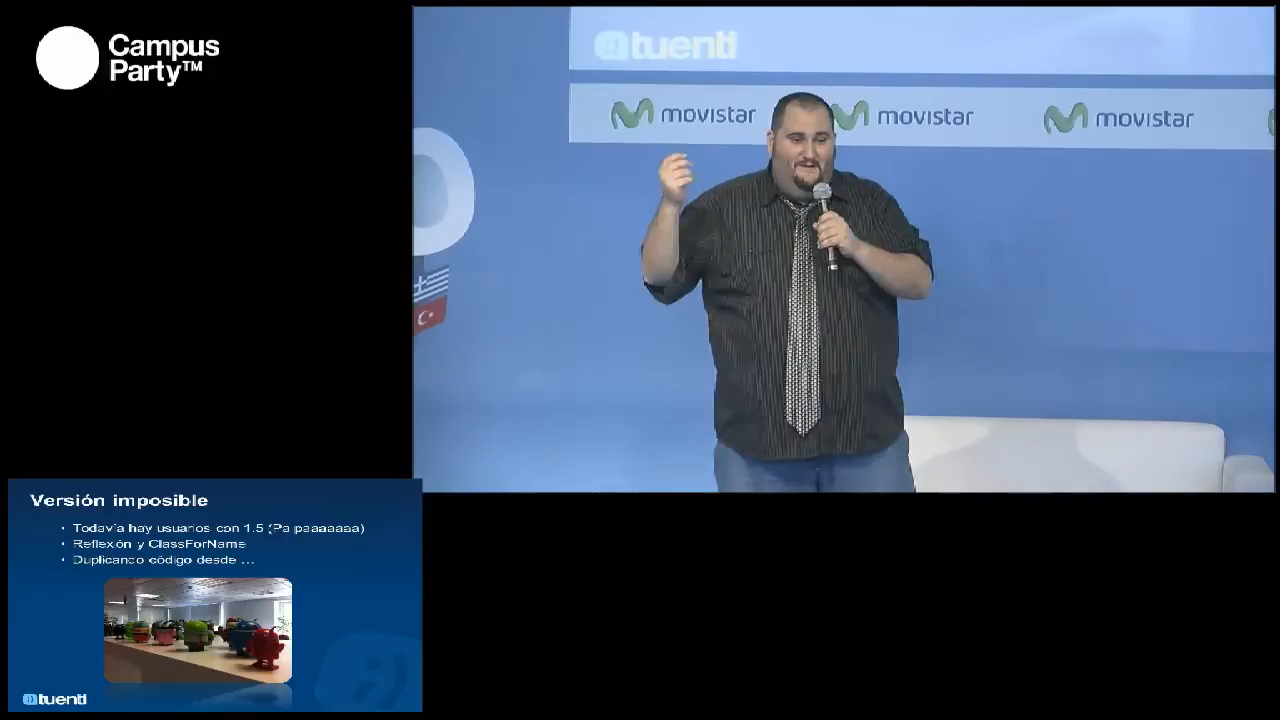 Campus
Party™
tuenti
movistar
movistar
movistar
Versión imposible
Todavía hay usuarios con 1.5 (Pa paaaaaaa)
Reflexión y ClassForName
Duplicando código desde ...
tuenti